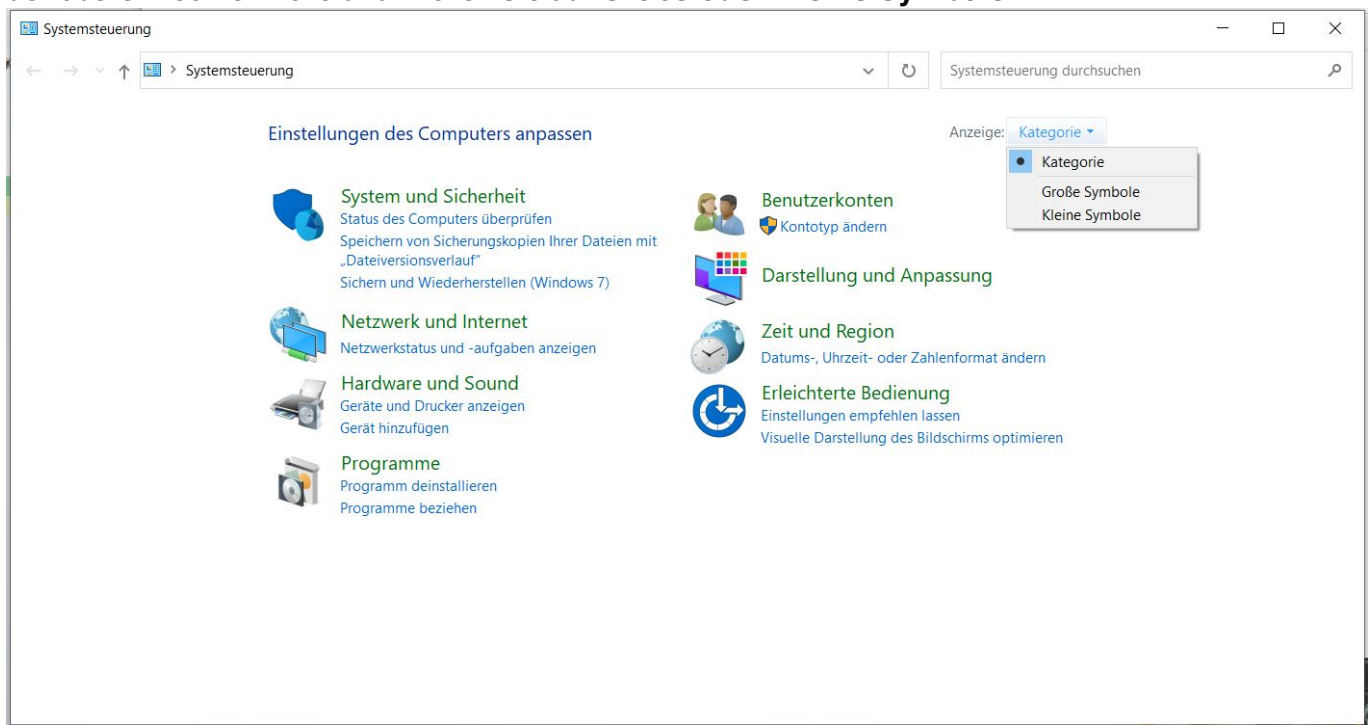 Systemsteuerung
Systemsteuerung
Systemsteuerung durchsuchen
Einstellungen des Computers anpassen
Anzeige: Kategorie
Kategorie
Große Symbole
Kleine Symbole
System und Sicherheit
Status des Computers überprüfen
Speichern von Sicherungskopien Ihrer Dateien mit
„Dateiversionsverlauf“
Sichern und Wiederherstellen (Windows 7)
Netzwerk und Internet
Netzwerkstatus und -aufgaben anzeigen
Hardware und Sound
Geräte und Drucker anzeigen
Gerät hinzufügen
Programme
Programm deinstallieren
Programme beziehen
Benutzerkonten
Kontotyp ändern
Darstellung und Anpassung
Zeit und Region
Datums-, Uhrzeit- oder Zahlenformat ändern
Erleichterte Bedienung
Einstellungen empfehlen lassen
Visuelle Darstellung des Bildschirms optimieren